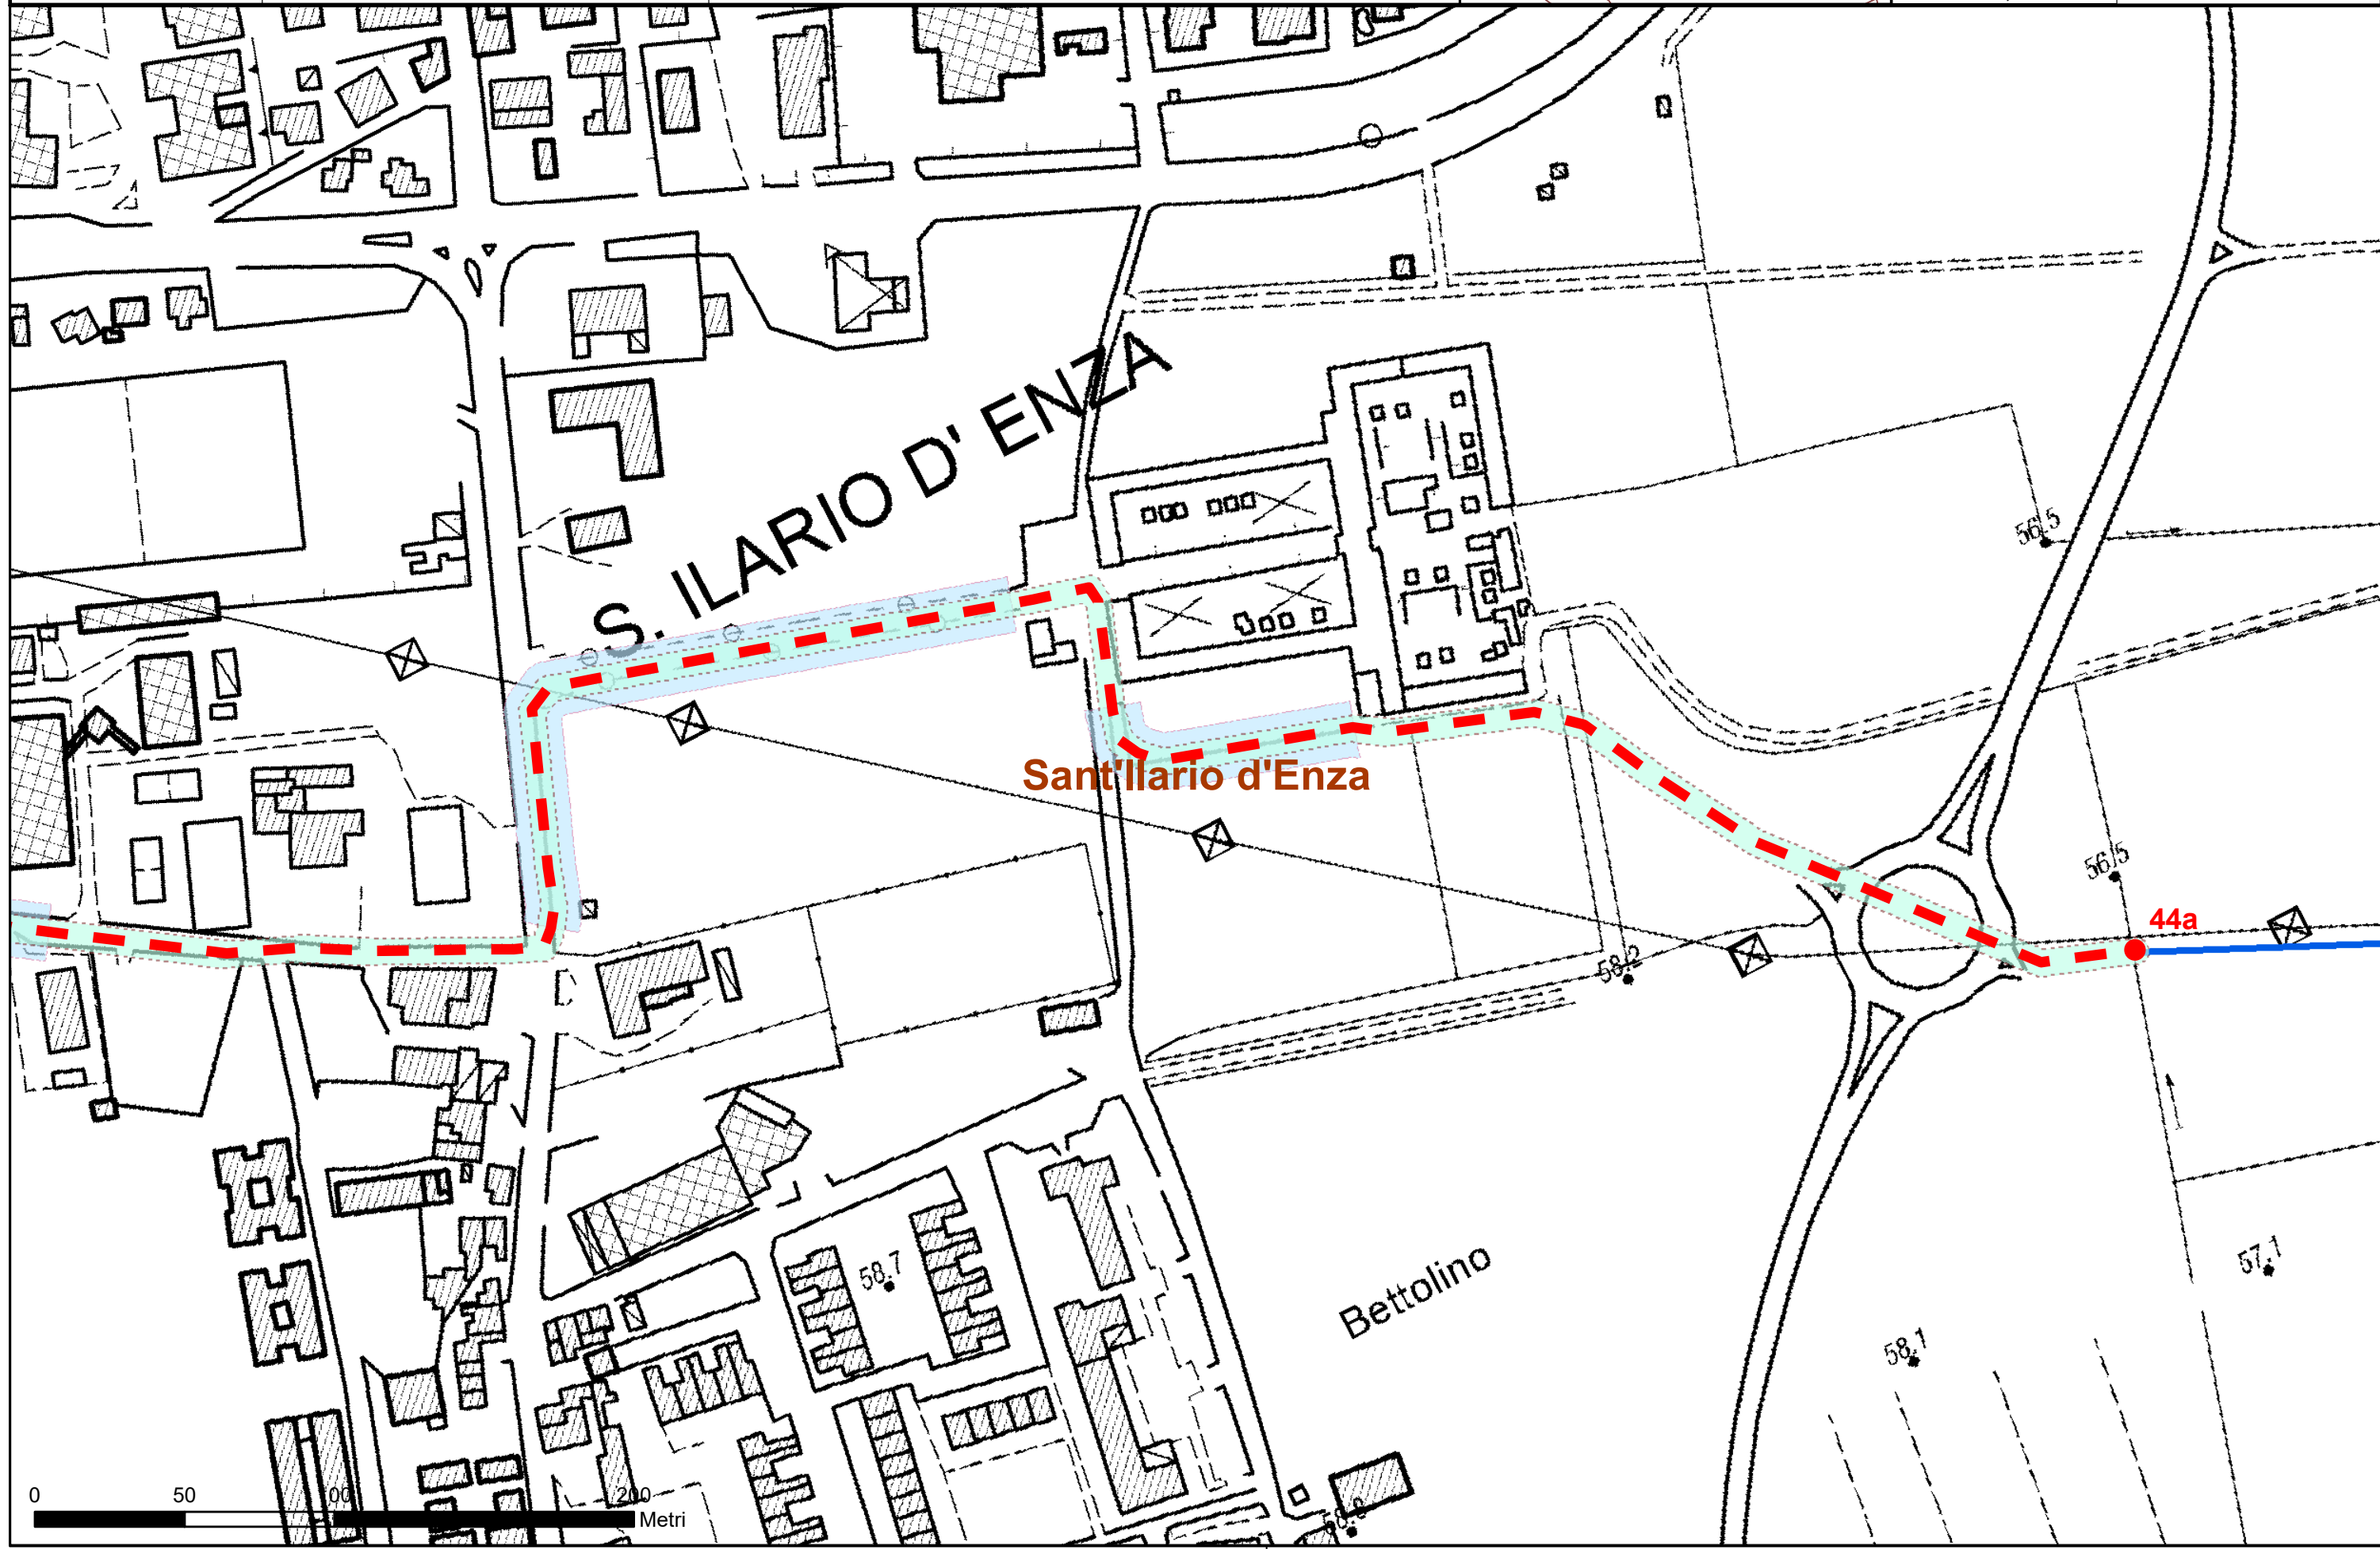 S. ILARIO D' ENZA
56.5
Sant'Ilario d'Enza
56.5
44a
58.2
57.1
Bettolino
58.7
58.1
0 50 00 200
Metri